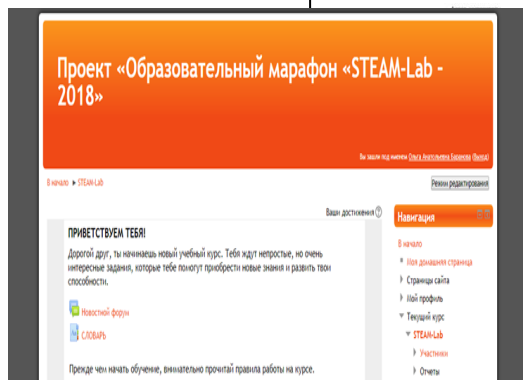 Проект «Образовательный марафон «STEAM-Lab –
2018»
Вы зашли под именем Ольга Анатольевна Баранова (Выход)
В начало ► STEAM-Lab
Режим редактирования
Ваши достижения
ПРИВЕТСТВУЕМ ТЕБЯ!
Дорогой друг, ты начинаешь новый учебный курс. Тебя ждут непростые, но очень
интересные задания, которые тебе помогут приобрести новые знания и развить твои
способности.
Новостной форум
СЛОВАРЬ
Прежде чем начать обучение, внимательно прочитай правила работы на курсе.
Навигация
В начало
Моя домашняя страница
Страницы сайта
Мой профиль
Текущий курс
STEAM-Lab
Участники
Отчеты